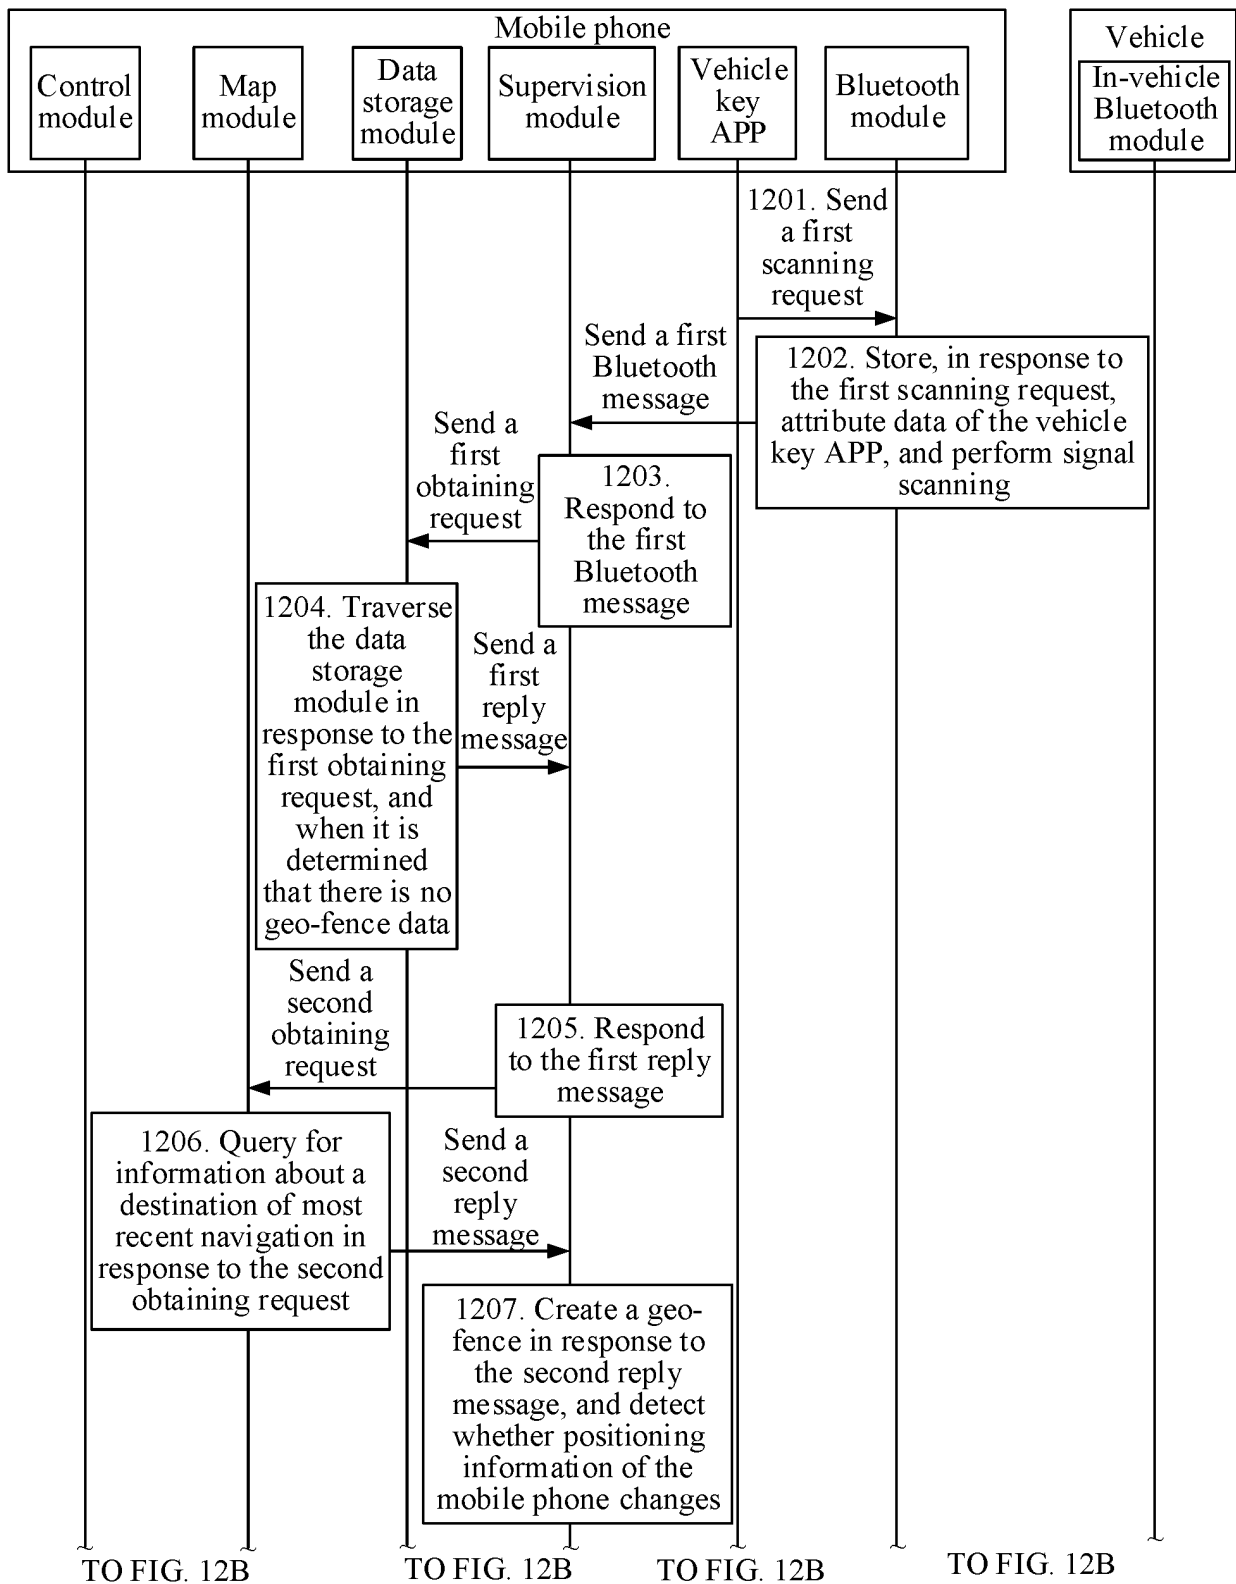 Mobile phone
Control
module
Map
module
Data
storage
module
Supervision
module
Vehicle
key
APP
Bluetooth
module
Vehicle
In-vehicle
Bluetooth
module
1201. Send
a first
scanning
request
Send a first
Bluetooth
message
1202. Store, in response to
the first scanning request,
attribute data of the vehicle
key APP, and perform signal
scanning
Send a
first
obtaining
request
1203.
Respond to
the first
Bluetooth
message
1204. Traverse
the data
storage
module in
response to the
first obtaining
request, and
when it is
determined
that there is no
geo-fence data
Send a
first
reply
message
Send a
second
obtaining
request
1205. Respond
to the first reply
message
1206. Query for
information about a
destination of most
recent navigation in
response to the second
obtaining request
Send a
second
reply
message
1207. Create a geo-
fence in response to
the second reply
message, and detect
whether positioning
information of the
mobile phone changes
TO FIG. 12B
TO FIG. 12B
TO FIG. 12B
TO FIG. 12B